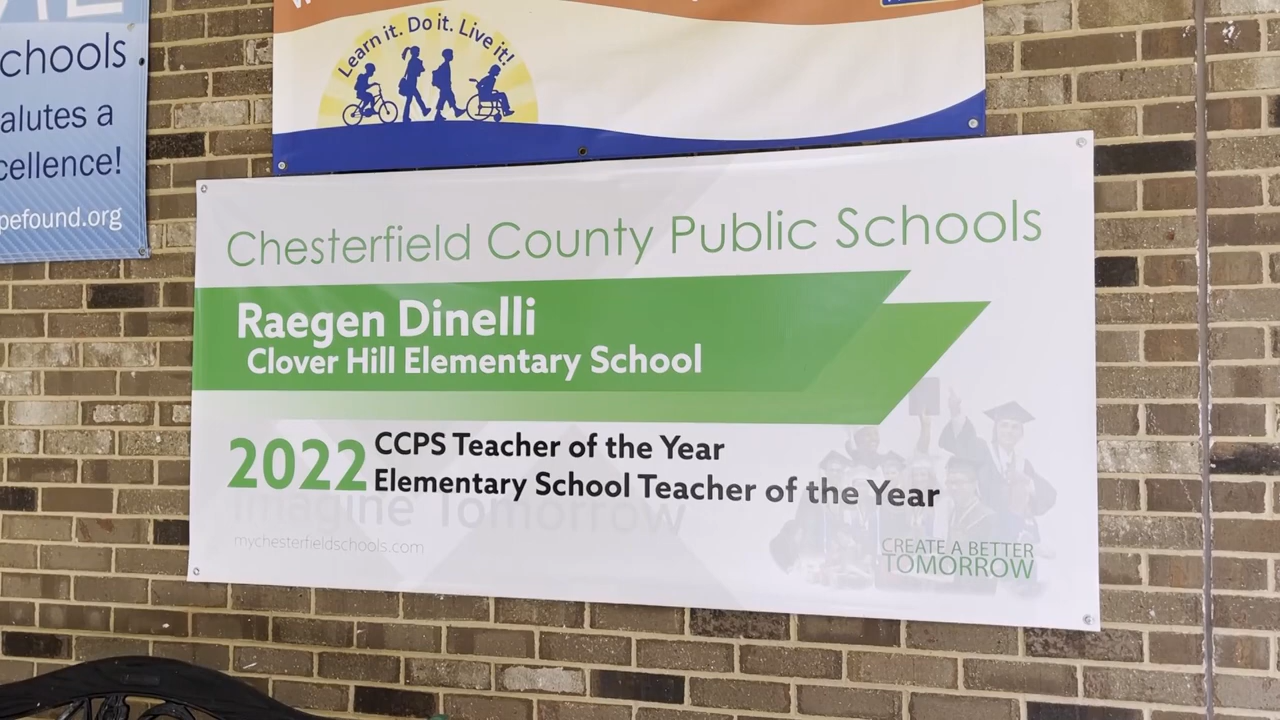 chools
alutes a
cellence!
pefound.org
Learn it. Do it. Live it!
Chesterfield County Public Schools
Raegen Dinelli
Clover Hill Elementary School
2022 CCPS Teacher of the Year
Elementary School Teacher of the Year
Imagine Tomorrow
mychesterfieldschools.com
CREATE A BETTER
TOMORROW